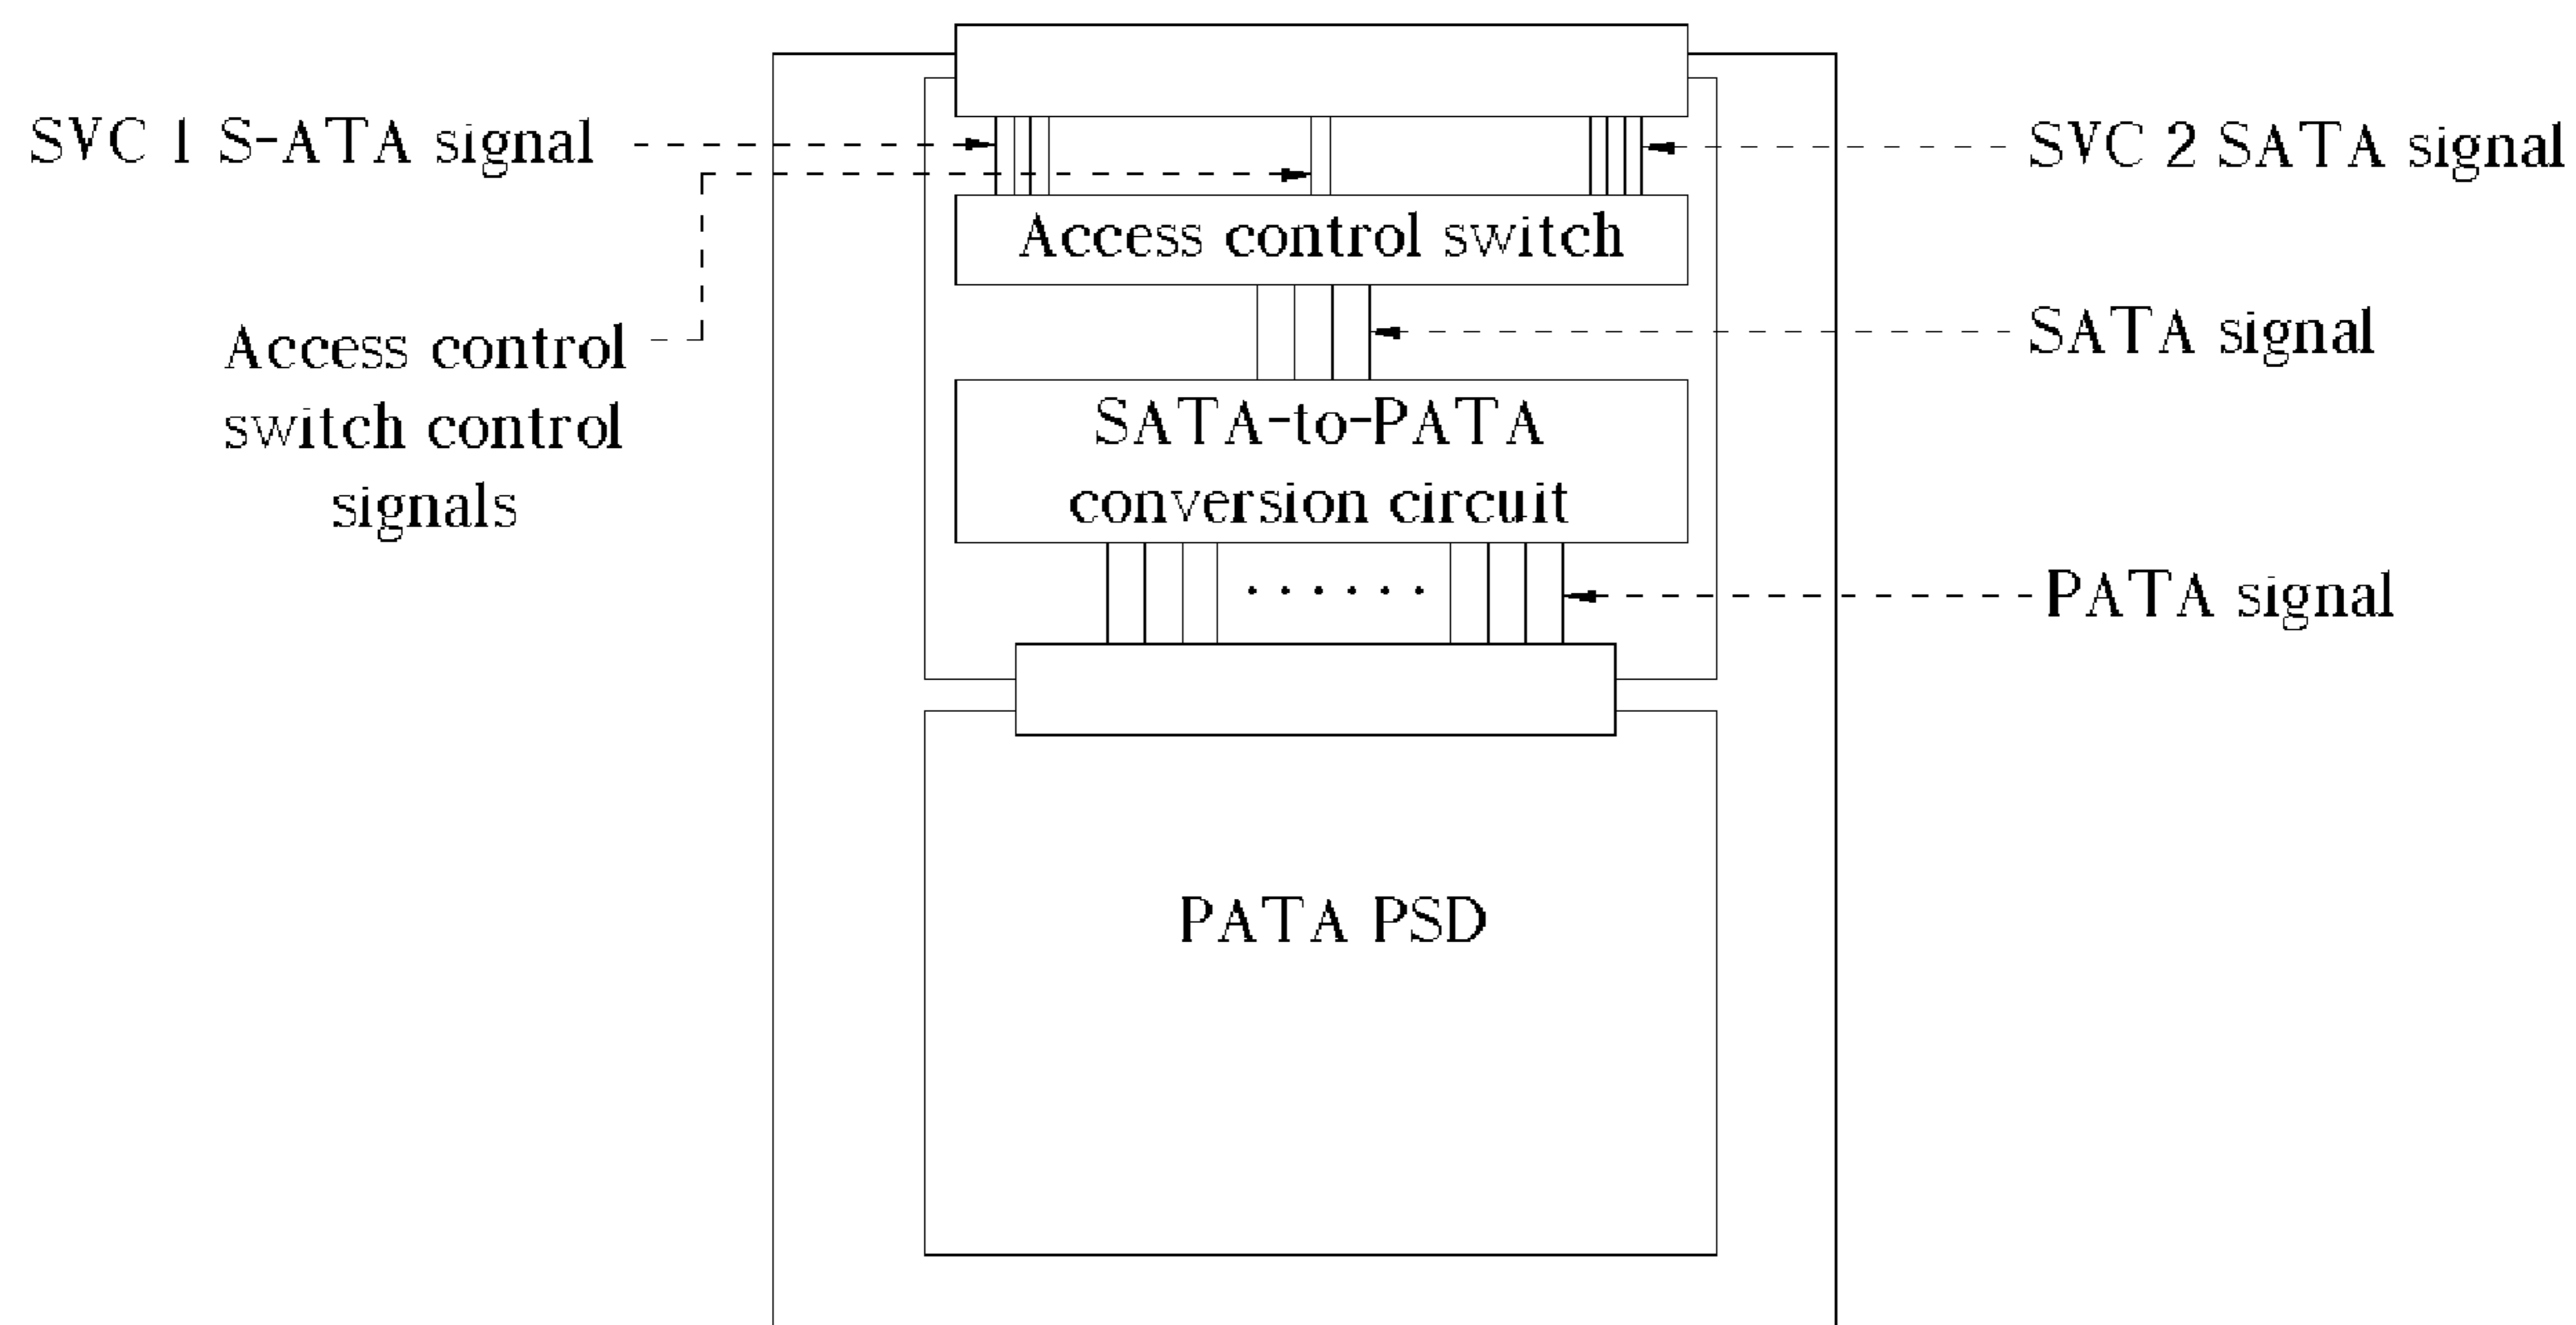 SVC 1 S-ATA signal
SVC 2 SATA signal
Access control switch
Access control
switch control
signals
SATA signal
SATA-to-PATA
conversion circuit
PATA signal
PATA PSD